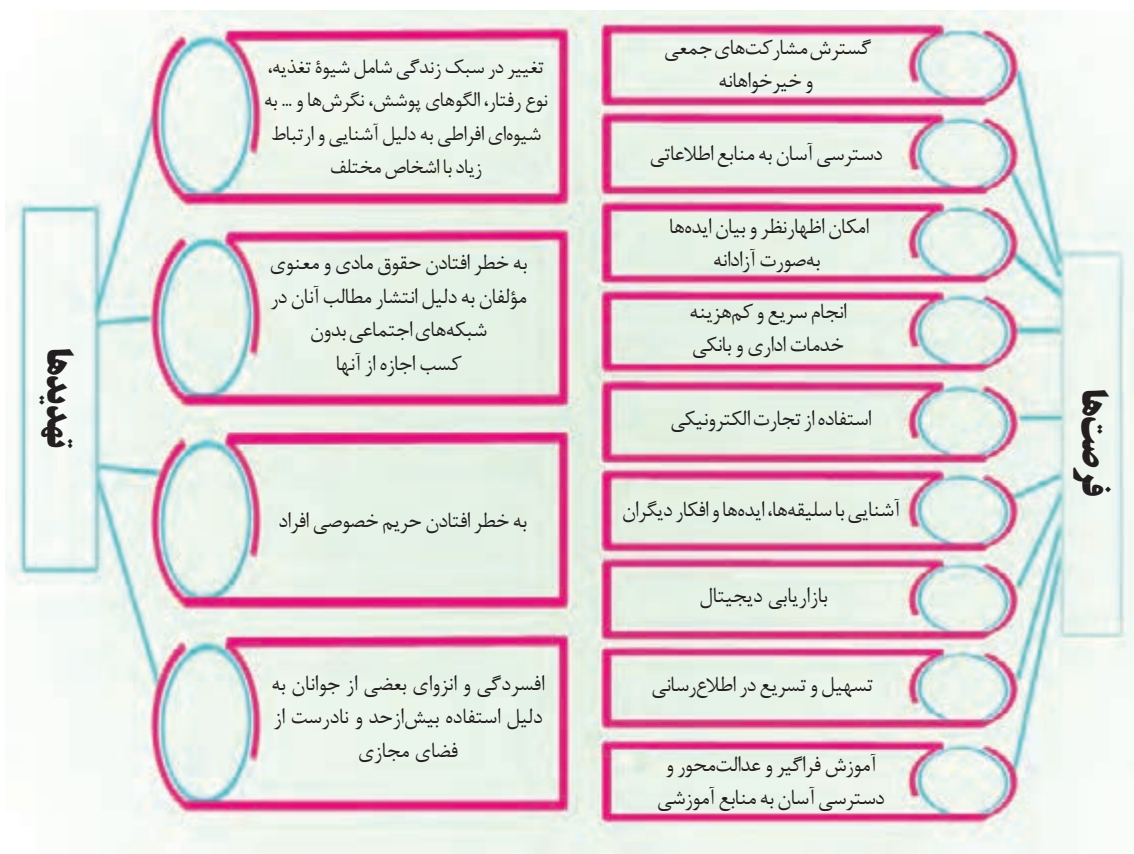 فرصت‌ها
گسترش مشارکت‌های جمعی
و خیرخواهانه
دسترسی آسان به منابع اطلاعاتی
امکان اظهارنظر و بیان ایده‌ها
به‌صورت آزادانه
انجام سریع و کم‌هزینه
خدمات اداری و بانکی
استفاده از تجارت الکترونیکی
آشنایی با سلیقه‌ها، ایده‌ها و افکار دیگران
بازاریابی دیجیتال
تسهیل و تسریع در اطلاع‌رسانی
آموزش فراگیر و عدالت‌محور و
دسترسی آسان به منابع آموزشی
تهدیدها
تغییر در سبک زندگی شامل شیوۀ تغذیه،
نوع رفتار، الگوهای پوشش، نگرش‌ها و ... به
شیوه‌ای افراطی به دلیل آشنایی و ارتباط
زیاد با اشخاص مختلف
به خطر افتادن حقوق مادی و معنوی
مؤلفان به دلیل انتشار مطالب آنان در
شبکه‌های اجتماعی بدون
کسب اجازه از آنها
به خطر افتادن حریم خصوصی افراد
افسردگی و انزوای بعضی از جوانان به
دلیل استفاده بیش‌ازحد و نادرست از
فضای مجازی